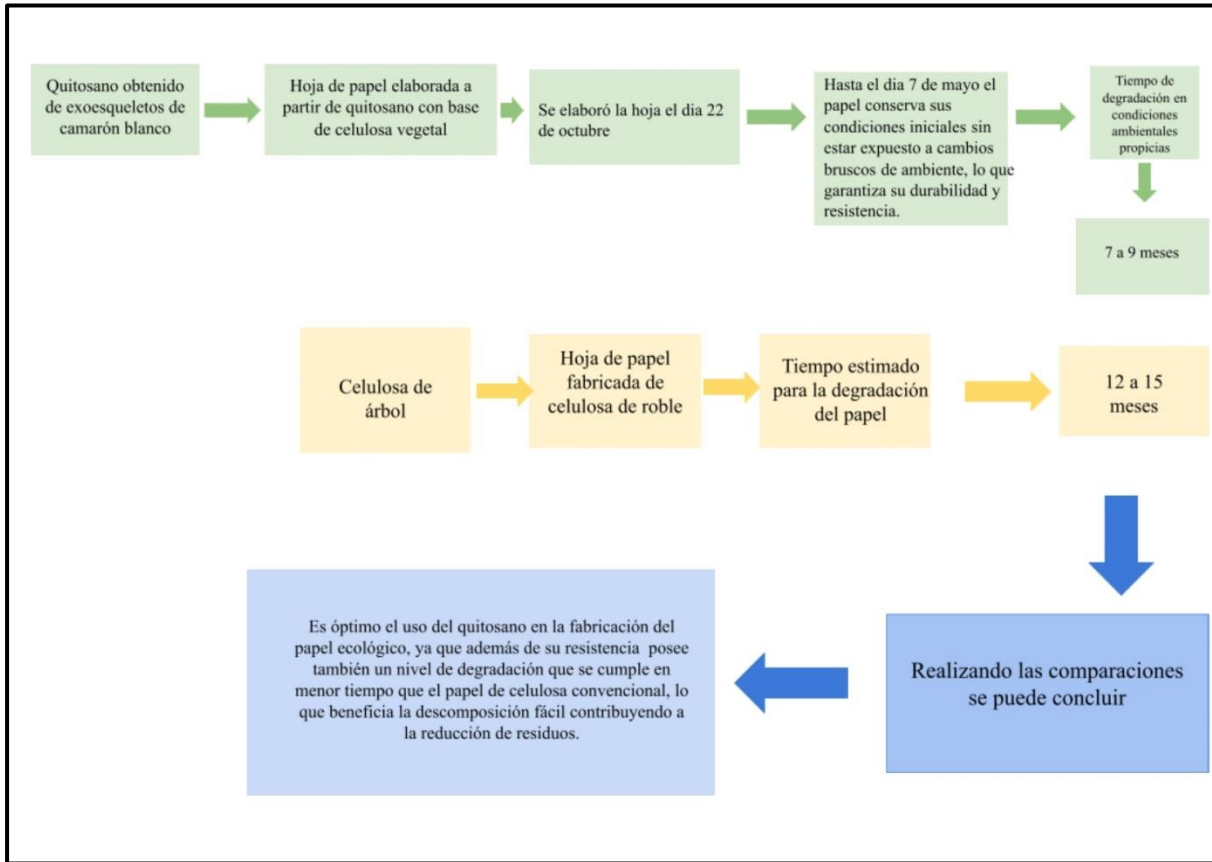 Quitosano obtenido
de exoesqueletos de
camarón blanco
Hoja de papel elaborada a
partir de quitosano con base
de celulosa vegetal
Se elaboró la hoja el dia 22
de octubre
Hasta el dia 7 de mayo el
papel conserva sus
condiciones iniciales sin
estar expuesto a cambios
bruscos de ambiente, lo que
garantiza su durabilidad y
resistencia.
Tiempo de
degradación en
condiciones
ambientales
propicias
7 a 9 meses
Celulosa de
árbol
Hoja de papel
fabricada de
celulosa de roble
Tiempo estimado
para la degradación
del papel
12 a 15
meses
Realizando las comparaciones
se puede concluir
Es óptimo el uso del quitosano en la fabricación del
papel ecológico, ya que además de su resistencia posee
también un nivel de degradación que se cumple en
menor tiempo que el papel de celulosa convencional, lo
que beneficia la descomposición fácil contribuyendo a
la reducción de residuos.